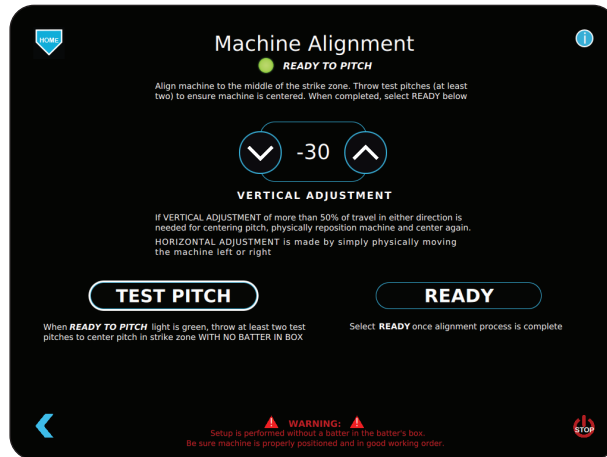 HOME
Machine Alignment
i
READY TO PITCH
Align machine to the middle of the strike zone. Throw test pitches (at least
two) to ensure machine is centered. When completed, select READY below
-30
VERTICAL ADJUSTMENT
If VERTICAL ADJUSTMENT of more than 50% of travel in either direction is
needed for centering pitch, physically reposition machine and center again.
HORIZONTAL ADJUSTMENT is made by simply physically moving
the machine left or right
TEST PITCH
READY
When READY TO PITCH light is green, throw at least two test
pitches to center pitch in strike zone WITH NO BATTER IN BOX
Select READY once alignment process is complete
! WARNING: !
Setup is performed without a batter in the batter's box.
Be sure machine is properly positioned and in good working order.
STOP